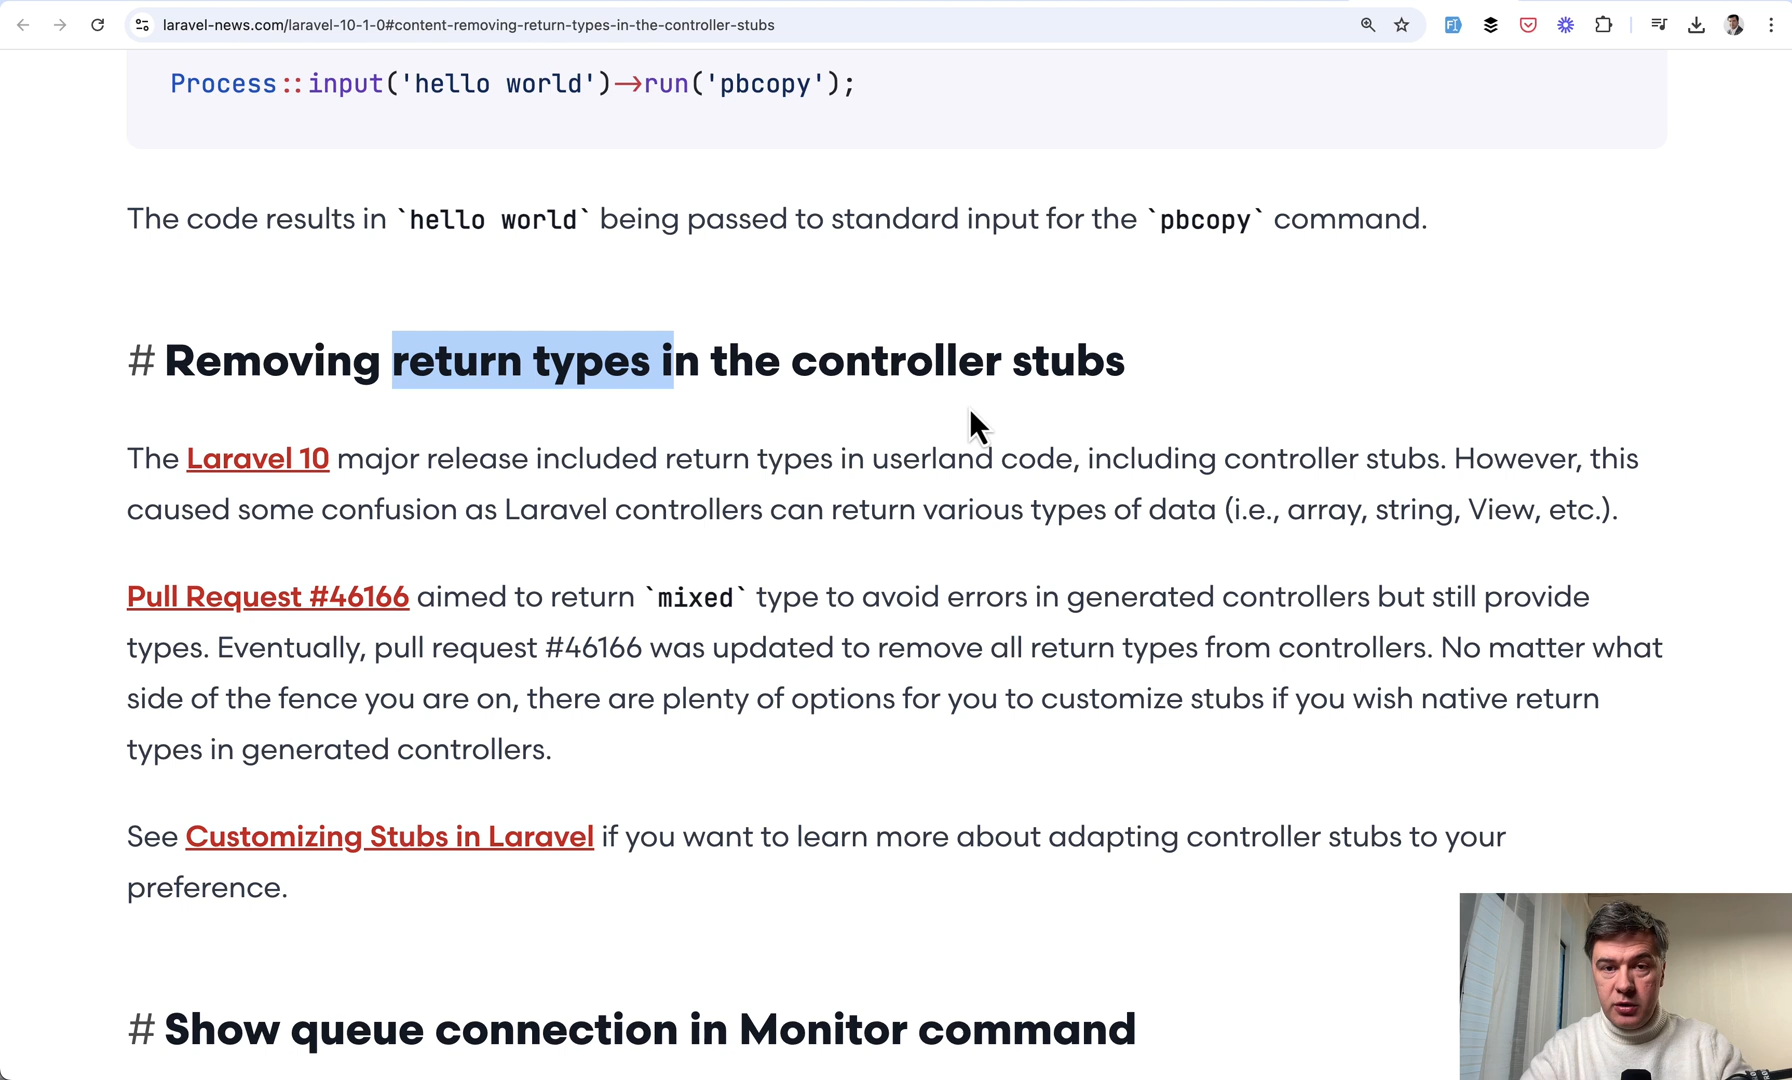 laravel-news.com/laravel-10-1-0#content-removing-return-types-in-the-controller-stubs
Process::input('hello world')->run('pbcopy');
The code results in `hello world` being passed to standard input for the `pbcopy` command.
# Removing return types in the controller stubs
The Laravel 10 major release included return types in userland code, including controller stubs. However, this
caused some confusion as Laravel controllers can return various types of data (i.e., array, string, View, etc.).
Pull Request #46166 aimed to return `mixed` type to avoid errors in generated controllers but still provide
types. Eventually, pull request #46166 was updated to remove all return types from controllers. No matter what
side of the fence you are on, there are plenty of options for you to customize stubs if you wish native return
types in generated controllers.
See Customizing Stubs in Laravel if you want to learn more about adapting controller stubs to your
preference.
# Show queue connection in Monitor command